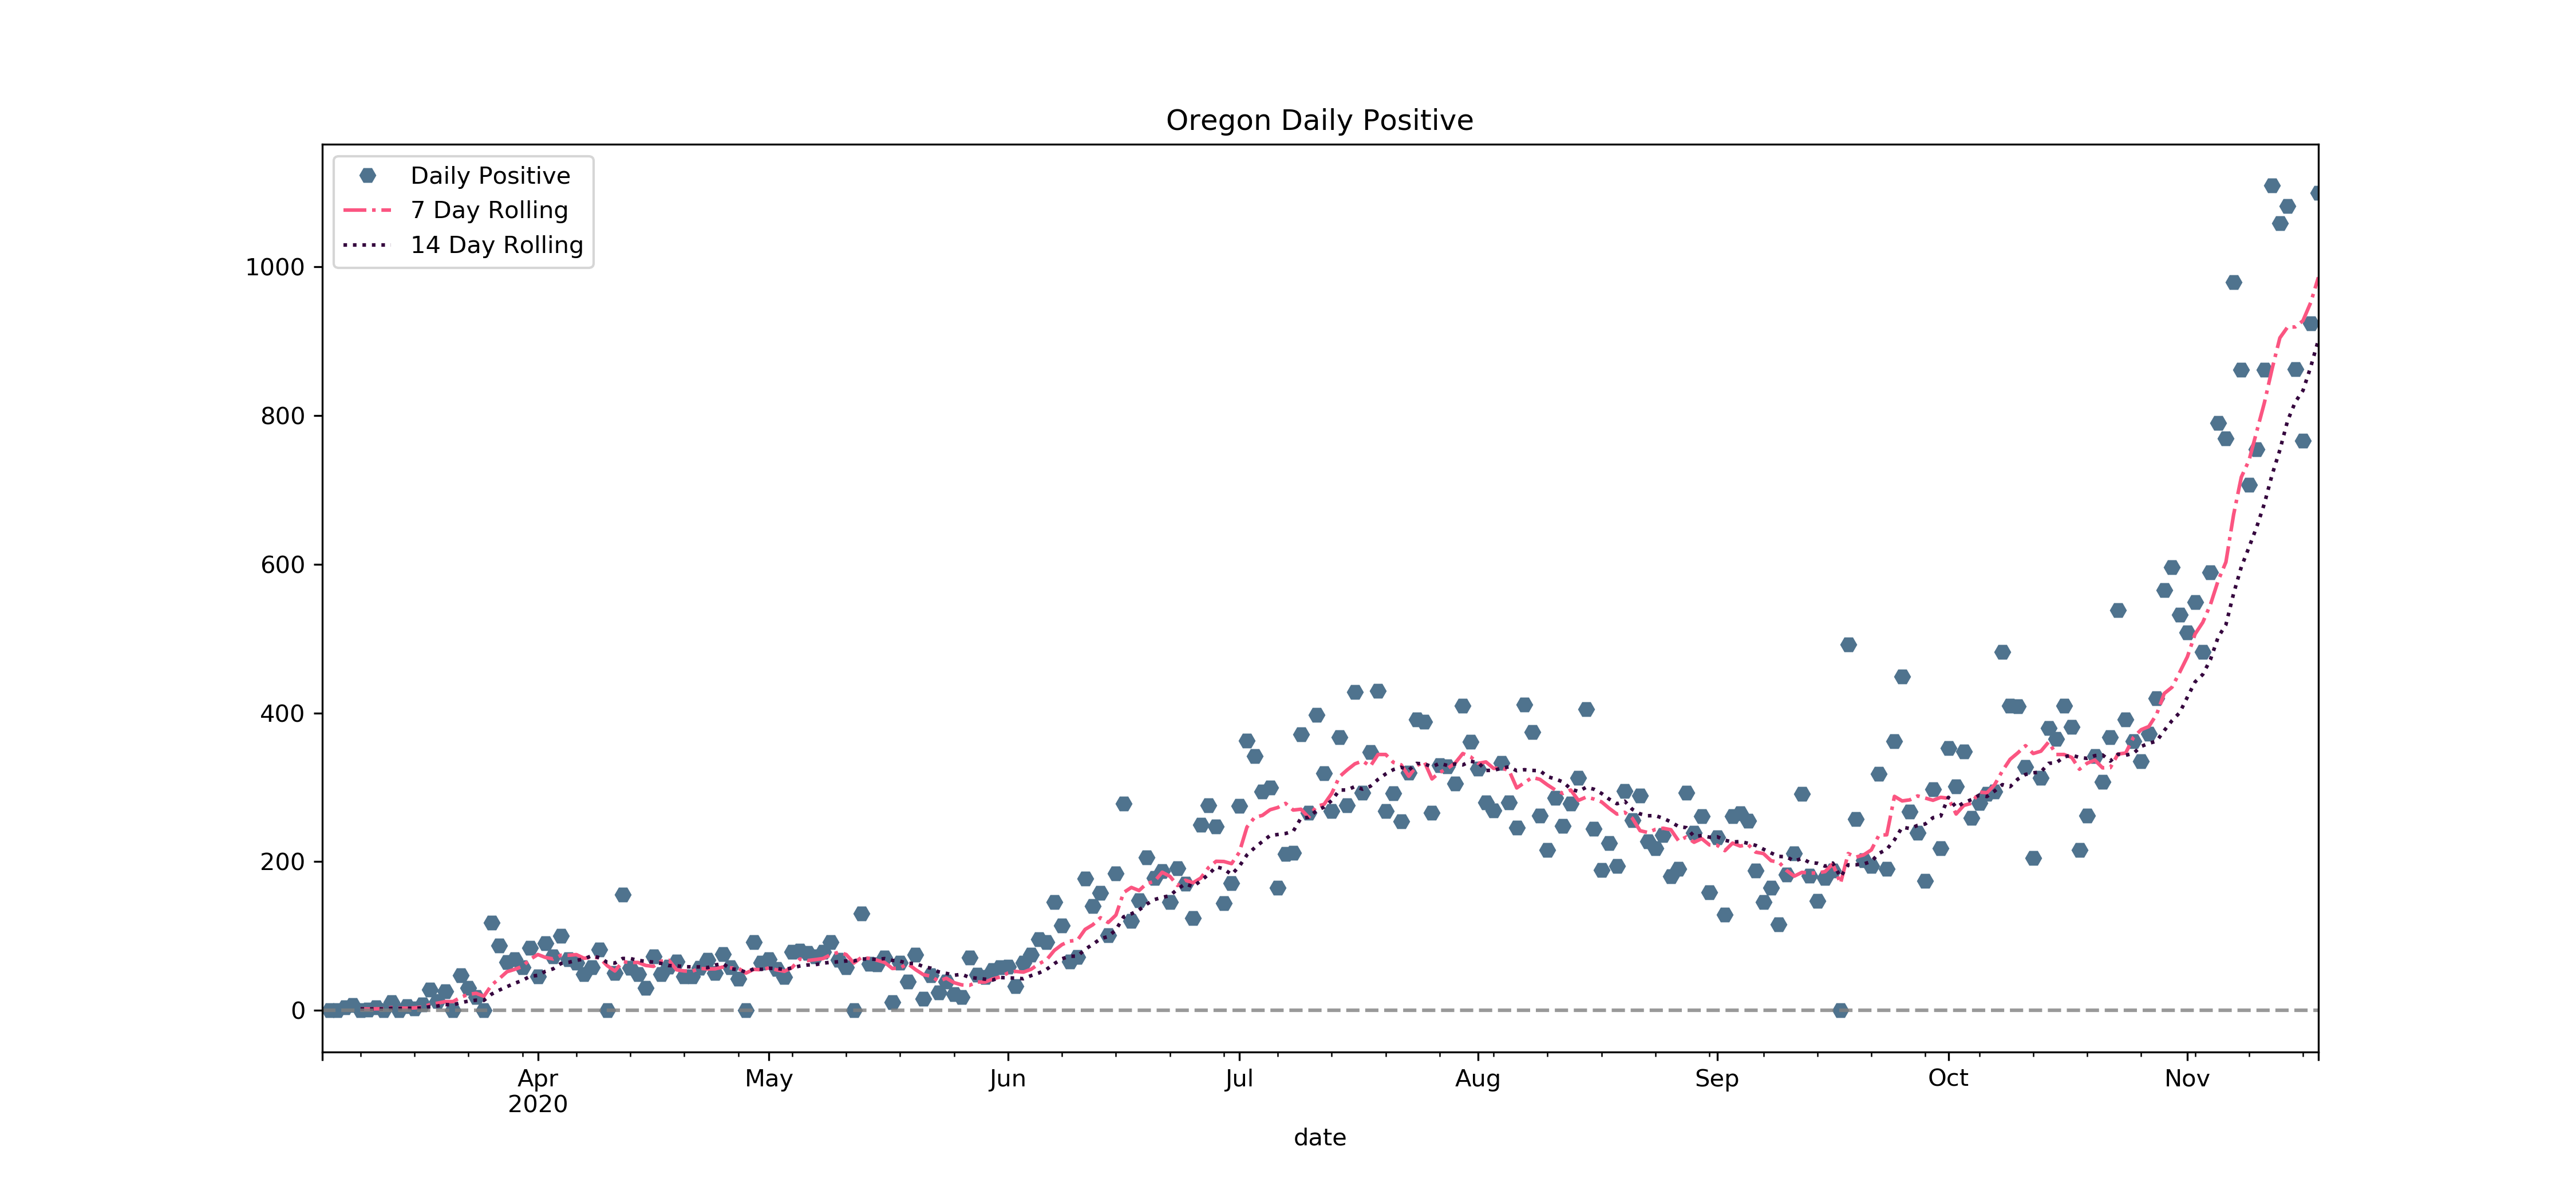 Oregon Daily Positive
Daily Positive
7 Day Rolling
14 Day Rolling
1000
800
600
400
200
0
Apr May Jun Jul Aug Sep Oct Nov
2020
date